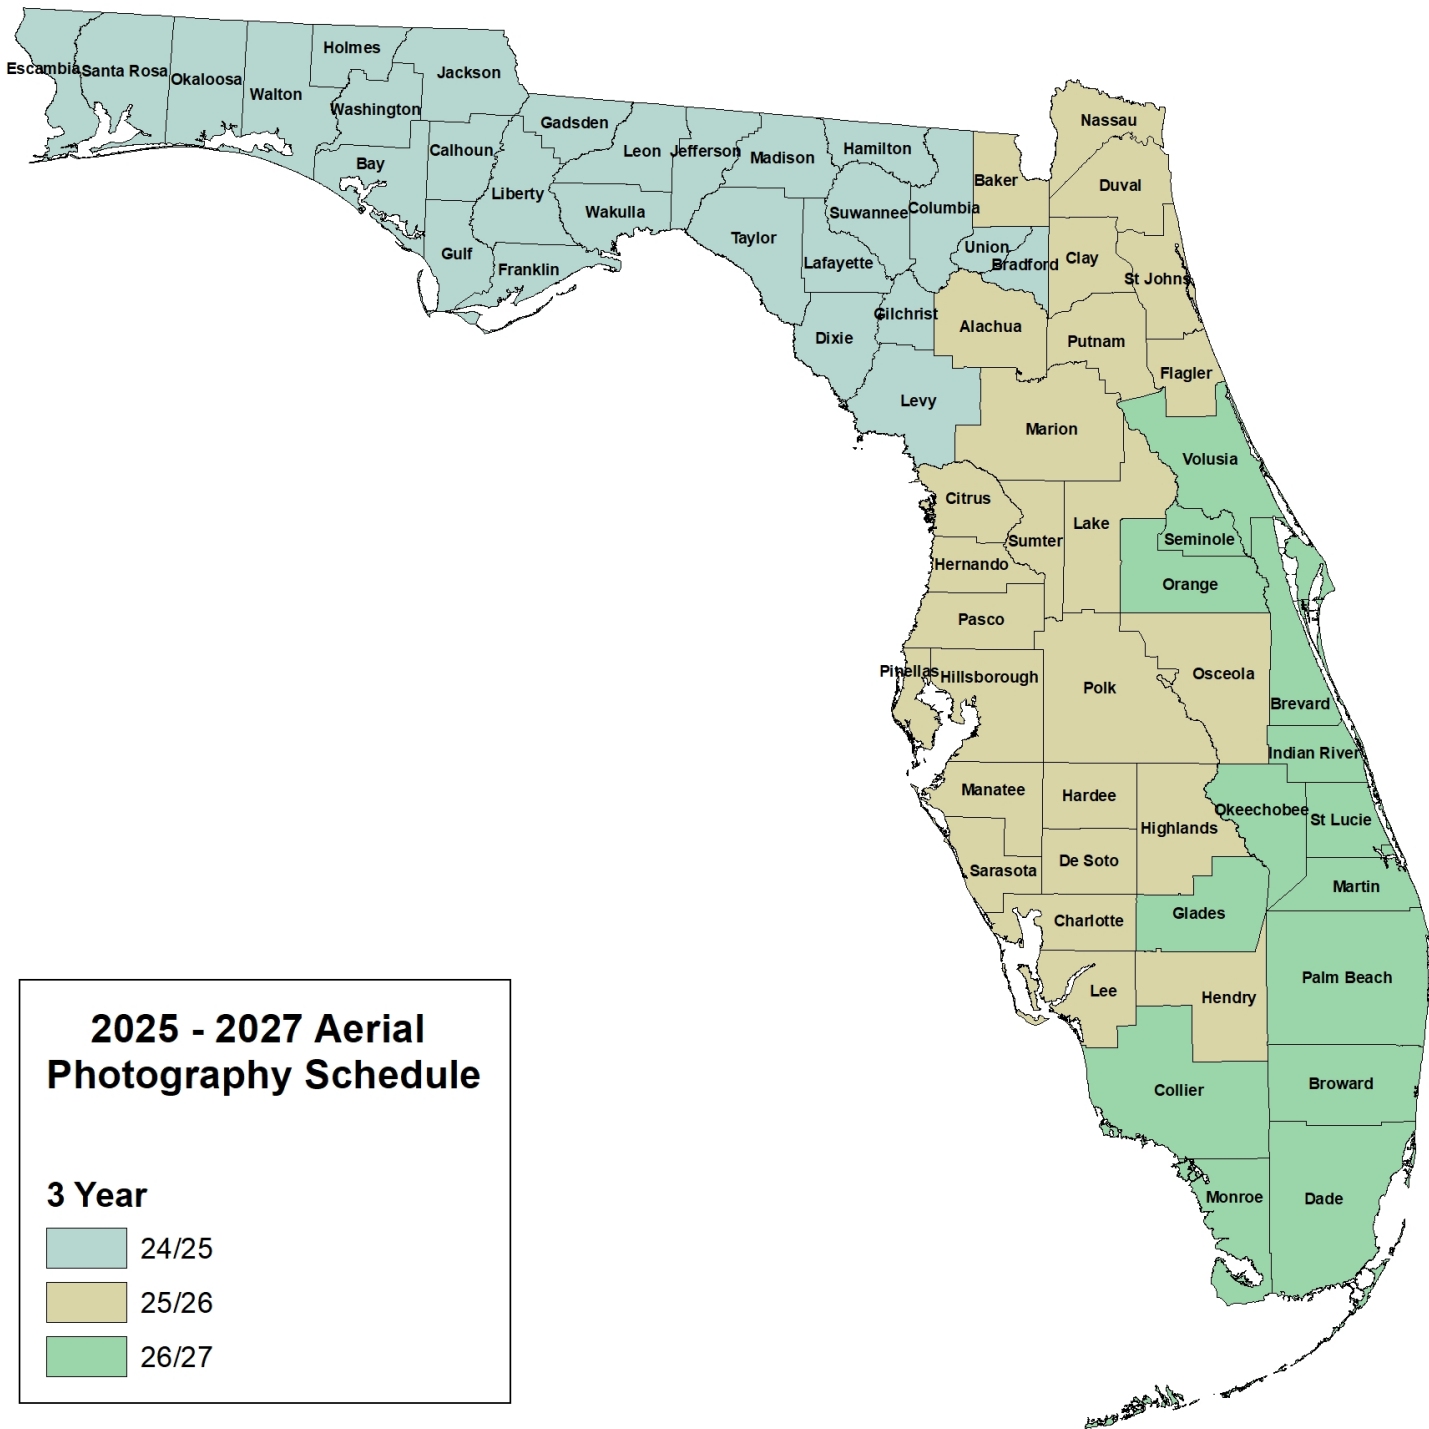 Holmes
Escambia
Santa Rosa
Okaloosa
Walton
Jackson
Washington
Bay
Calhoun
Gadsden
Leon
Jefferson
Madison
Hamilton
Liberty
Wakulla
Gulf
Franklin
Taylor
Suwannee
Columbia
Lafayette
Dixie
Gilchrist
Levy
Baker
Nassau
Duval
Union
Bradford
Clay
St Johns
Alachua
Putnam
Flagler
Marion
Volusia
Citrus
Lake
Sumter
Seminole
Hernando
Orange
Pasco
Pinellas
Hillsborough
Polk
Osceola
Brevard
Indian River
Manatee
Hardee
Highlands
Okeechobee
St Lucie
Sarasota
De Soto
Martin
Charlotte
Glades
Lee
Hendry
Palm Beach
Collier
Broward
Monroe
Dade
2025 - 2027 Aerial
Photography Schedule
3 Year
24/25
25/26
26/27